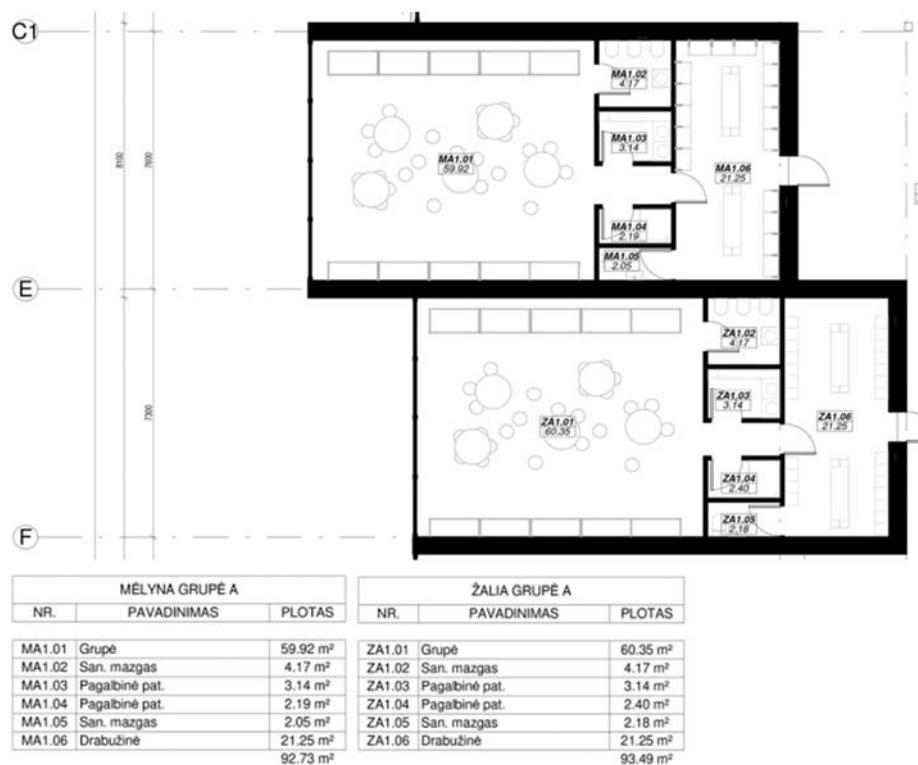 C1
MA1.02
4.17
MA1.03
3.14
8100
7600
MA1.01
59.92
MA1.06
21.25
MA1.04
2.19
MA1.05
2.05
E
ZA1.02
4.17
ZA1.03
3.14
7300
ZA1.01
60.35
ZA1.06
21.25
ZA1.04
2.40
ZA1.05
2.18
F
MĖLYNA GRUPĖ A
NR. PAVADINIMAS PLOTAS
MA1.01 Grupė 59.92 m²
MA1.02 San. mazgas 4.17 m²
MA1.03 Pagalbinė pat. 3.14 m²
MA1.04 Pagalbinė pat. 2.19 m²
MA1.05 San. mazgas 2.05 m²
MA1.06 Drabužinė 21.25 m²
92.73 m²
ŽALIA GRUPĖ A
NR. PAVADINIMAS PLOTAS
ZA1.01 Grupė 60.35 m²
ZA1.02 San. mazgas 4.17 m²
ZA1.03 Pagalbinė pat. 3.14 m²
ZA1.04 Pagalbinė pat. 2.40 m²
ZA1.05 San. mazgas 2.18 m²
ZA1.06 Drabužinė 21.25 m²
93.49 m²